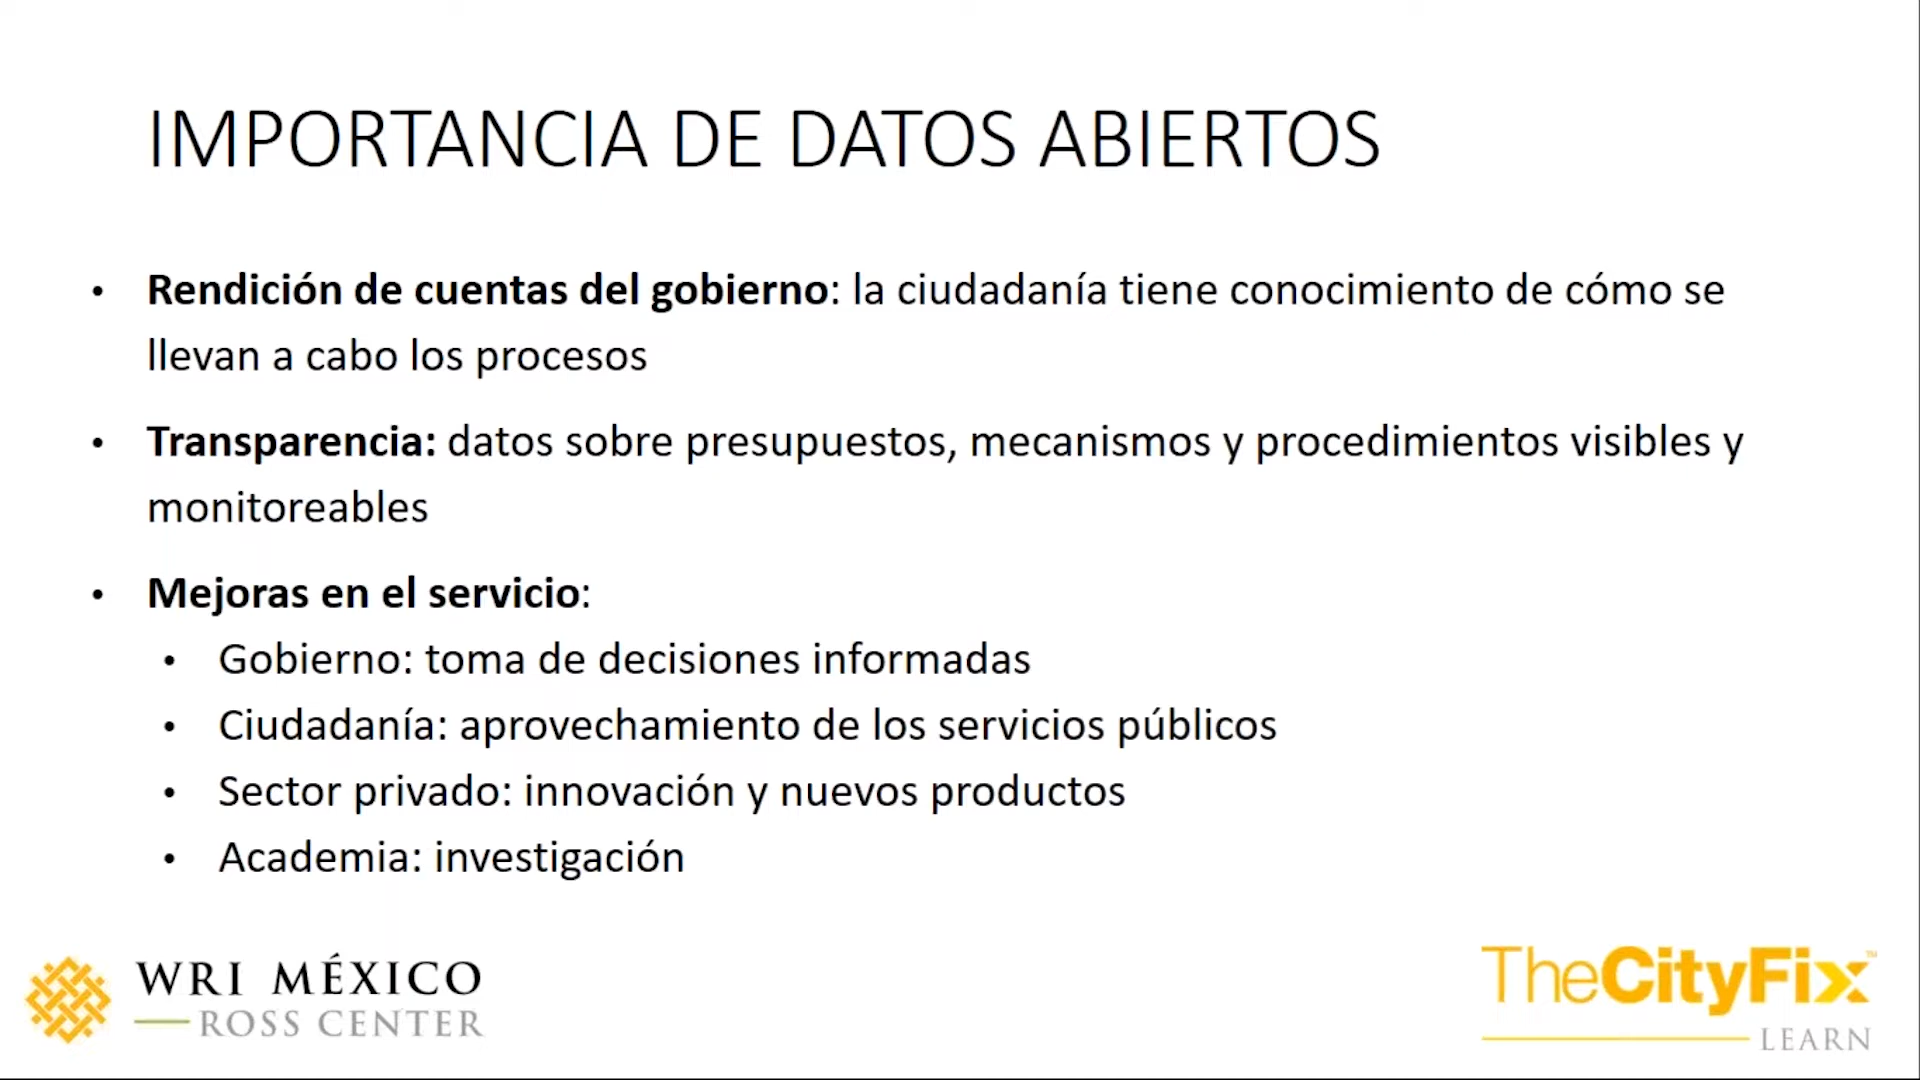 IMPORTANCIA DE DATOS ABIERTOS
• Rendición de cuentas del gobierno: la ciudadanía tiene conocimiento de cómo se
llevan a cabo los procesos
• Transparencia: datos sobre presupuestos, mecanismos y procedimientos visibles y
monitoreables
• Mejoras en el servicio:
• Gobierno: toma de decisiones informadas
• Ciudadanía: aprovechamiento de los servicios públicos
• Sector privado: innovación y nuevos productos
• Academia: investigación
WRI MÉXICO
ROSS CENTER
TheCityFix™
LEARN